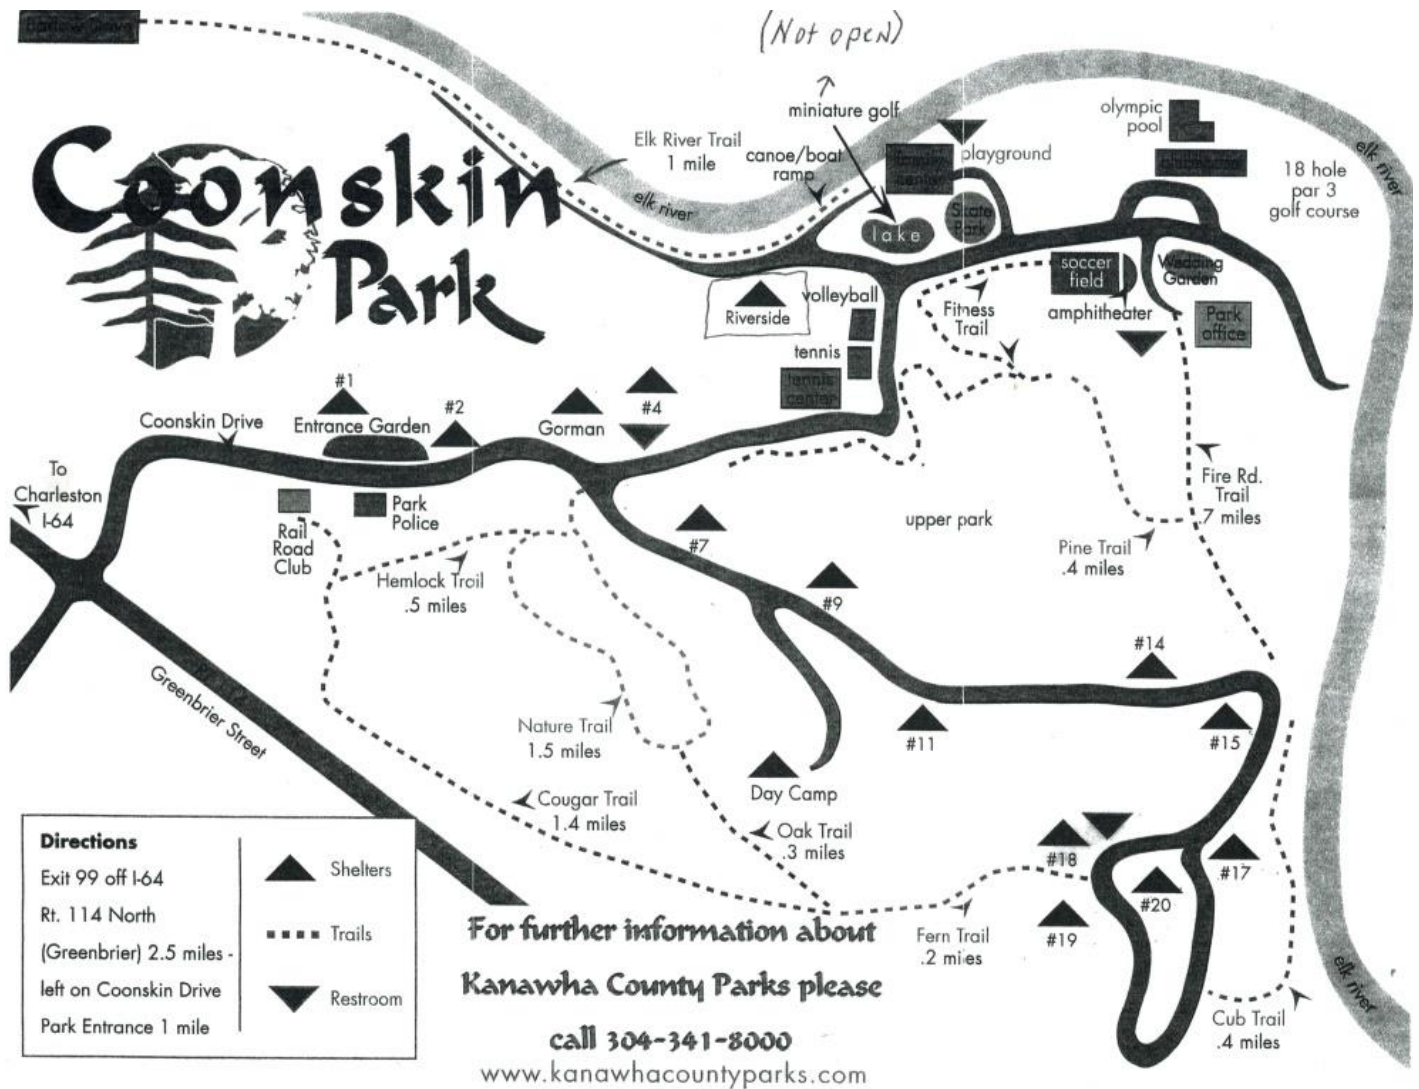 (Not open)
miniature golf
Elk River Trail
1 mile
canoe/boat
ramp
playground
olympic
pool
elk river
18 hole
par 3
golf course
Coonskin
Park
elk river
lake
Skate
Park
soccer
field
Wedding
Garden
volleyball
Riverside
Fitness
Trail
amphitheater
Park
office
tennis
tennis
center
#1
#2
Gorman
#4
Coonskin Drive
Entrance Garden
To
Charleston
I-64
Rail
Road
Club
Park
Police
#7
upper park
Fire Rd.
Trail
.7 miles
Pine Trail
.4 miles
Hemlock Trail
.5 miles
#9
#14
Greenbrier Street
Nature Trail
1.5 miles
#11
#15
Day Camp
Cougar Trail
1.4 miles
Oak Trail
.3 miles
#18
#17
#20
#19
Fern Trail
.2 miles
elk river
Cub Trail
.4 miles
Directions
Exit 99 off I-64
Rt. 114 North
(Greenbrier) 2.5 miles -
left on Coonskin Drive
Park Entrance 1 mile
Shelters
Trails
Restroom
For further information about
Kanawha County Parks please
call 304-341-8000
www.kanawhacountyparks.com